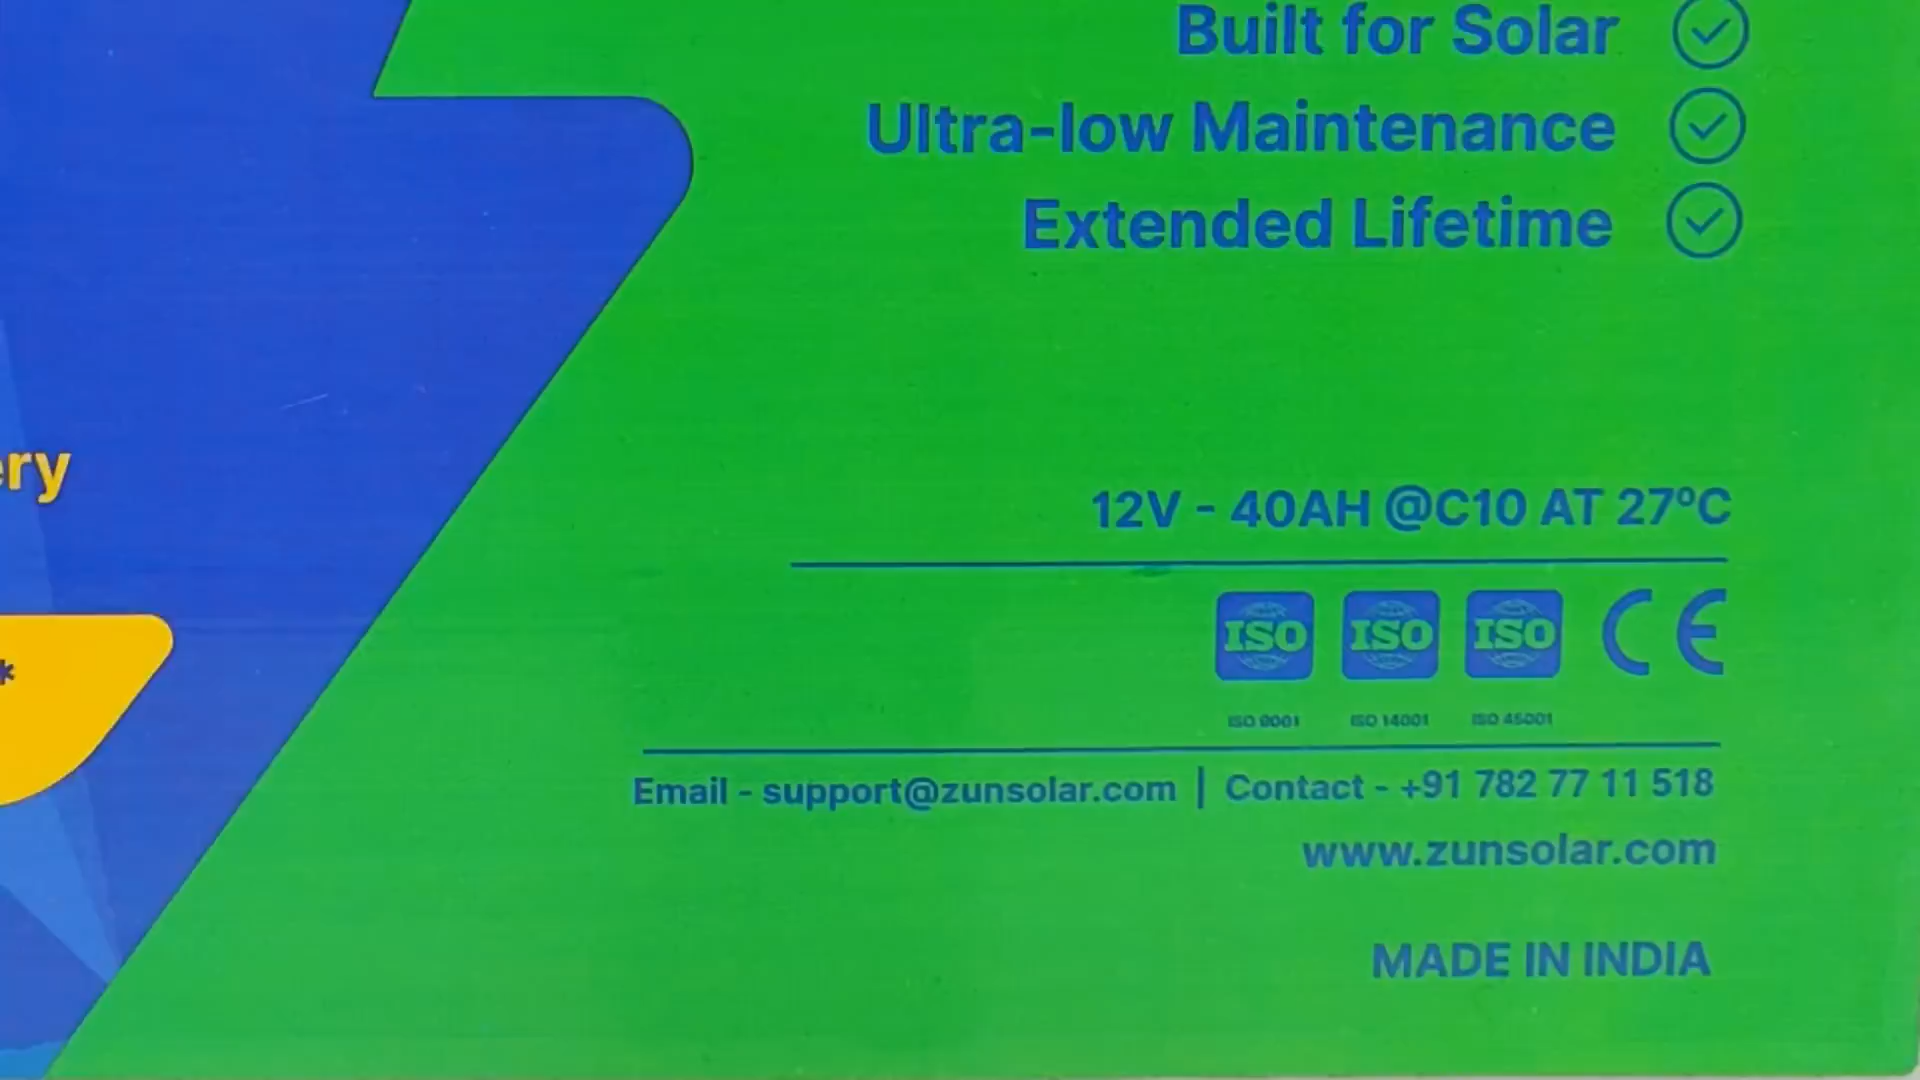 Built for Solar
Ultra-low Maintenance
Extended Lifetime
ery
*
12V - 40AH @C10 AT 27ºC
ISO ISO ISO CE
ISO 9001 ISO 14001 ISO 45001
Email - support@zunsolar.com | Contact - +91 782 77 11 518
www.zunsolar.com
MADE IN INDIA